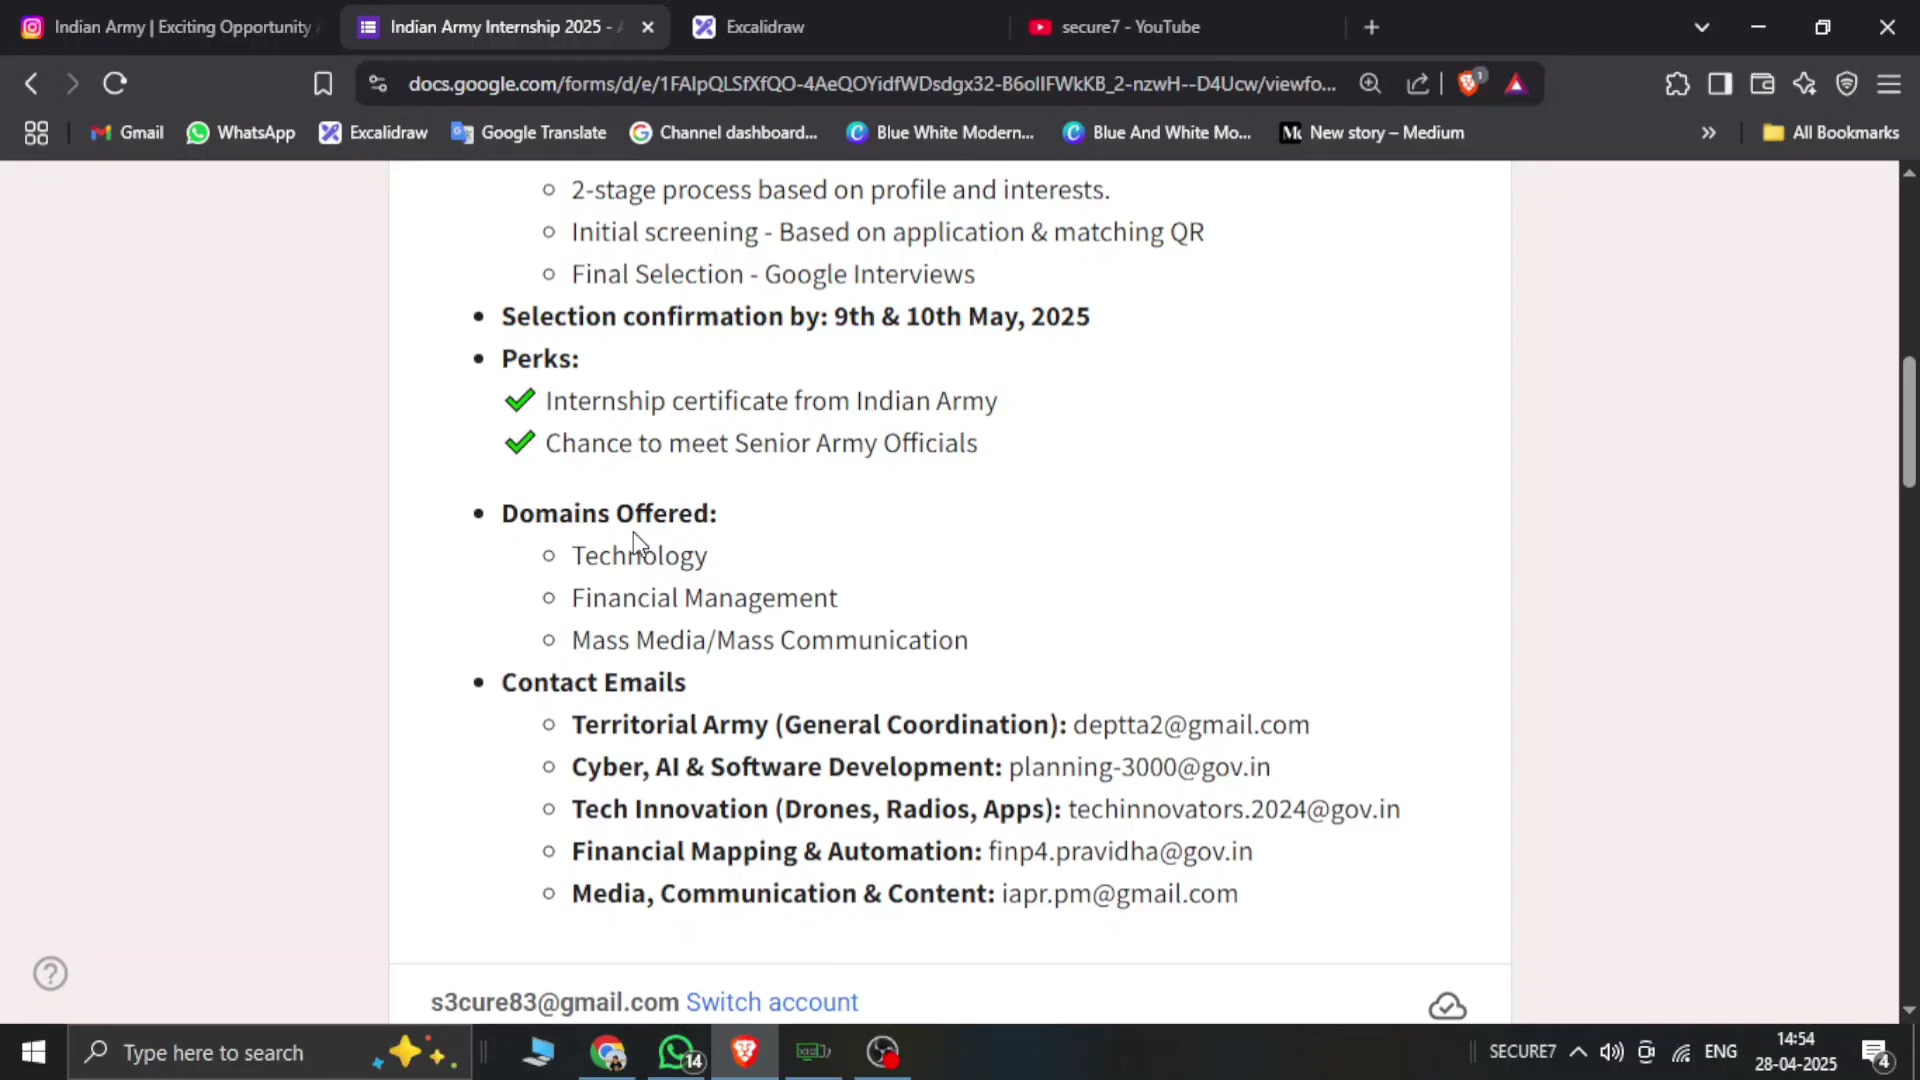 Indian Army | Exciting Opportunity
Indian Army Internship 2025 -
Excalidraw
secure7 - YouTube
docs.google.com/forms/d/e/1FAIpQLSfXfQO-4AeQOYidfWDsdgx32-B6olIFWkKB_2-nzwH--D4Ucw/viewfo...
1
Gmail
WhatsApp
Excalidraw
Google Translate
Channel dashboard...
Blue White Modern...
Blue And White Mo...
New story – Medium
»
All Bookmarks
2-stage process based on profile and interests.
Initial screening - Based on application & matching QR
Final Selection - Google Interviews
Selection confirmation by: 9th & 10th May, 2025
Perks:
Internship certificate from Indian Army
Chance to meet Senior Army Officials
Domains Offered:
Technology
Financial Management
Mass Media/Mass Communication
Contact Emails
Territorial Army (General Coordination): deptta2@gmail.com
Cyber, AI & Software Development: planning-3000@gov.in
Tech Innovation (Drones, Radios, Apps): techinnovators.2024@gov.in
Financial Mapping & Automation: finp4.pravidha@gov.in
Media, Communication & Content: iapr.pm@gmail.com
s3cure83@gmail.com Switch account
Type here to search
14
SECURE7
ENG
14:54
28-04-2025
4